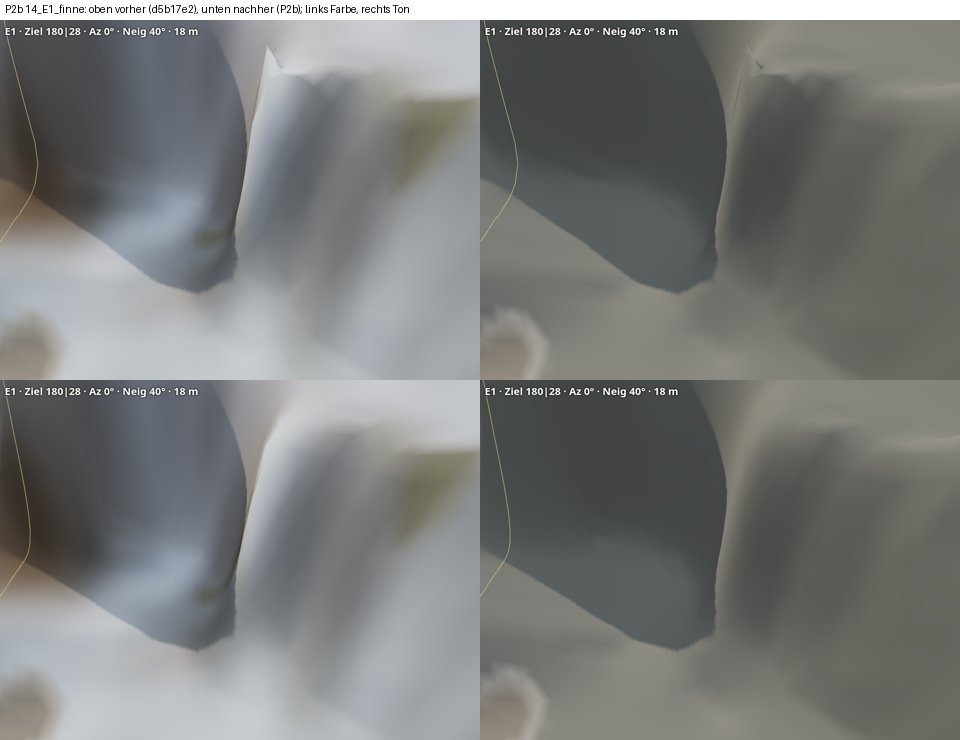 P2b 14_E1_finne: oben vorher (d5b17e2), unten nachher (P2b); links Farbe, rechts Ton
E1 · Ziel 180|28 · Az 0° · Neig 40° · 18 m
E1 · Ziel 180|28 · Az 0° · Neig 40° · 18 m
E1 · Ziel 180|28 · Az 0° · Neig 40° · 18 m
E1 · Ziel 180|28 · Az 0° · Neig 40° · 18 m